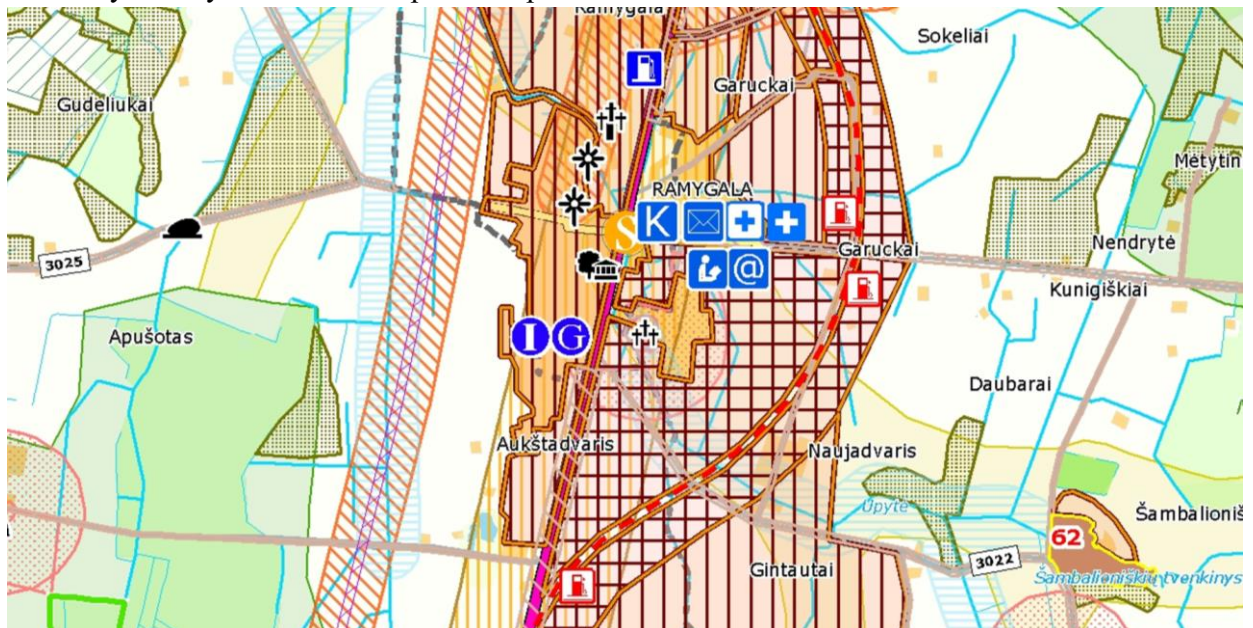 Ramygala
Sokeliai
Garuckai
Gudeliukai
Mėtytin
RAMYGALA
S K @
Garuckai
Nendrytė
3025
Kunigiškiai
Apušotas
I G
Daubarai
Aukštadvaris
Naujadvaris
Upytė
Šambalioniš
62
3022
Gintautai
Šambalioniškių tvenkinys